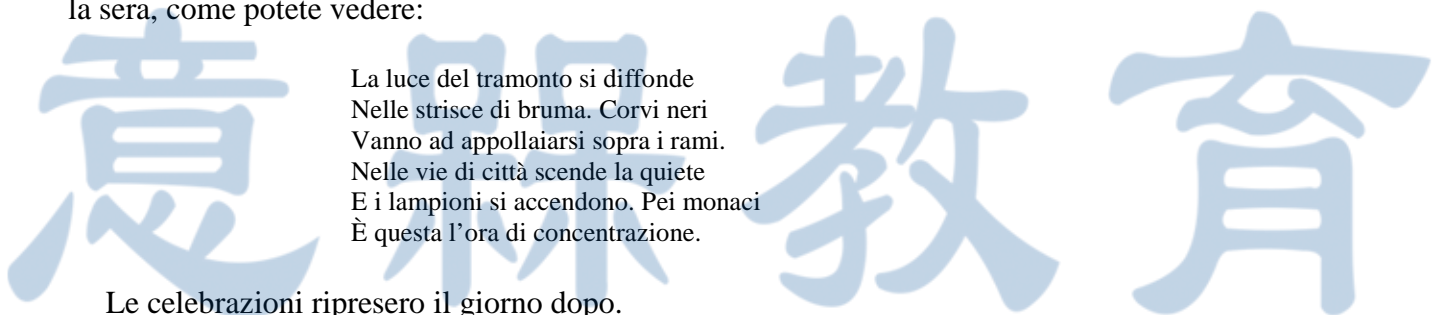 la sera, come potete vedere:
La luce del tramonto si diffonde
Nelle strisce di bruma. Corvi neri
Vanno ad appollaiarsi sopra i rami.
Nelle vie di città scende la quiete
E i lampioni si accendono. Pei monaci
È questa l’ora di concentrazione.
Le celebrazioni ripresero il giorno dopo.
意槑教育